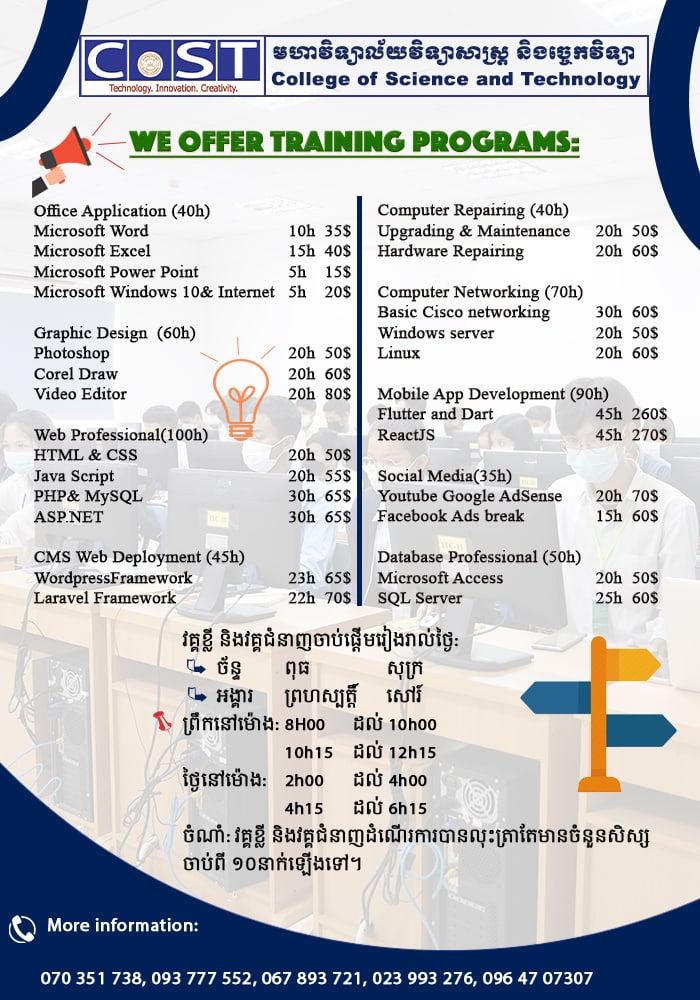 COST
Technology. Innovation. Creativity.
មហាវិទ្យាល័យវិទ្យាសាស្ត្រ និងច្ចេកវិទ្យា
College of Science and Technology
WE OFFER TRAINING PROGRAMS:
Office Application (40h)
Microsoft Word 10h 35$
Microsoft Excel 15h 40$
Microsoft Power Point 5h 15$
Microsoft Windows 10& Internet 5h 20$
Graphic Design (60h)
Photoshop 20h 50$
Corel Draw 20h 60$
Video Editor 20h 80$
Web Professional(100h)
HTML & CSS 20h 50$
Java Script 20h 55$
PHP& MySQL 30h 65$
ASP.NET 30h 65$
CMS Web Deployment (45h)
WordpressFramework 23h 65$
Laravel Framework 22h 70$
Computer Repairing (40h)
Upgrading & Maintenance 20h 50$
Hardware Repairing 20h 60$
Computer Networking (70h)
Basic Cisco networking 30h 60$
Windows server 20h 50$
Linux 20h 60$
Mobile App Development (90h)
Flutter and Dart 45h 260$
ReactJS 45h 270$
Social Media(35h)
Youtube Google AdSense 20h 70$
Facebook Ads break 15h 60$
Database Professional (50h)
Microsoft Access 20h 50$
SQL Server 25h 60$
វគ្គខ្លី និងវគ្គជំនាញចាប់ផ្តើមរៀងរាល់ថ្ងៃ:
ច័ន្ទ ពុធ សុក្រ
អង្គារ ព្រហស្បត្តិ៍ សៅរ៍
ព្រឹកនៅម៉ោង: 8H00 ដល់ 10h00
10h15 ដល់ 12h15
ថ្ងៃនៅម៉ោង: 2h00 ដល់ 4h00
4h15 ដល់ 6h15
ចំណាំ: វគ្គខ្លី និងវគ្គជំនាញដំណើរការបានលុះត្រាតែមានចំនួនសិស្ស
ចាប់ពី ១០នាក់ឡើងទៅ។
More information:
070 351 738, 093 777 552, 067 893 721, 023 993 276, 096 47 07307